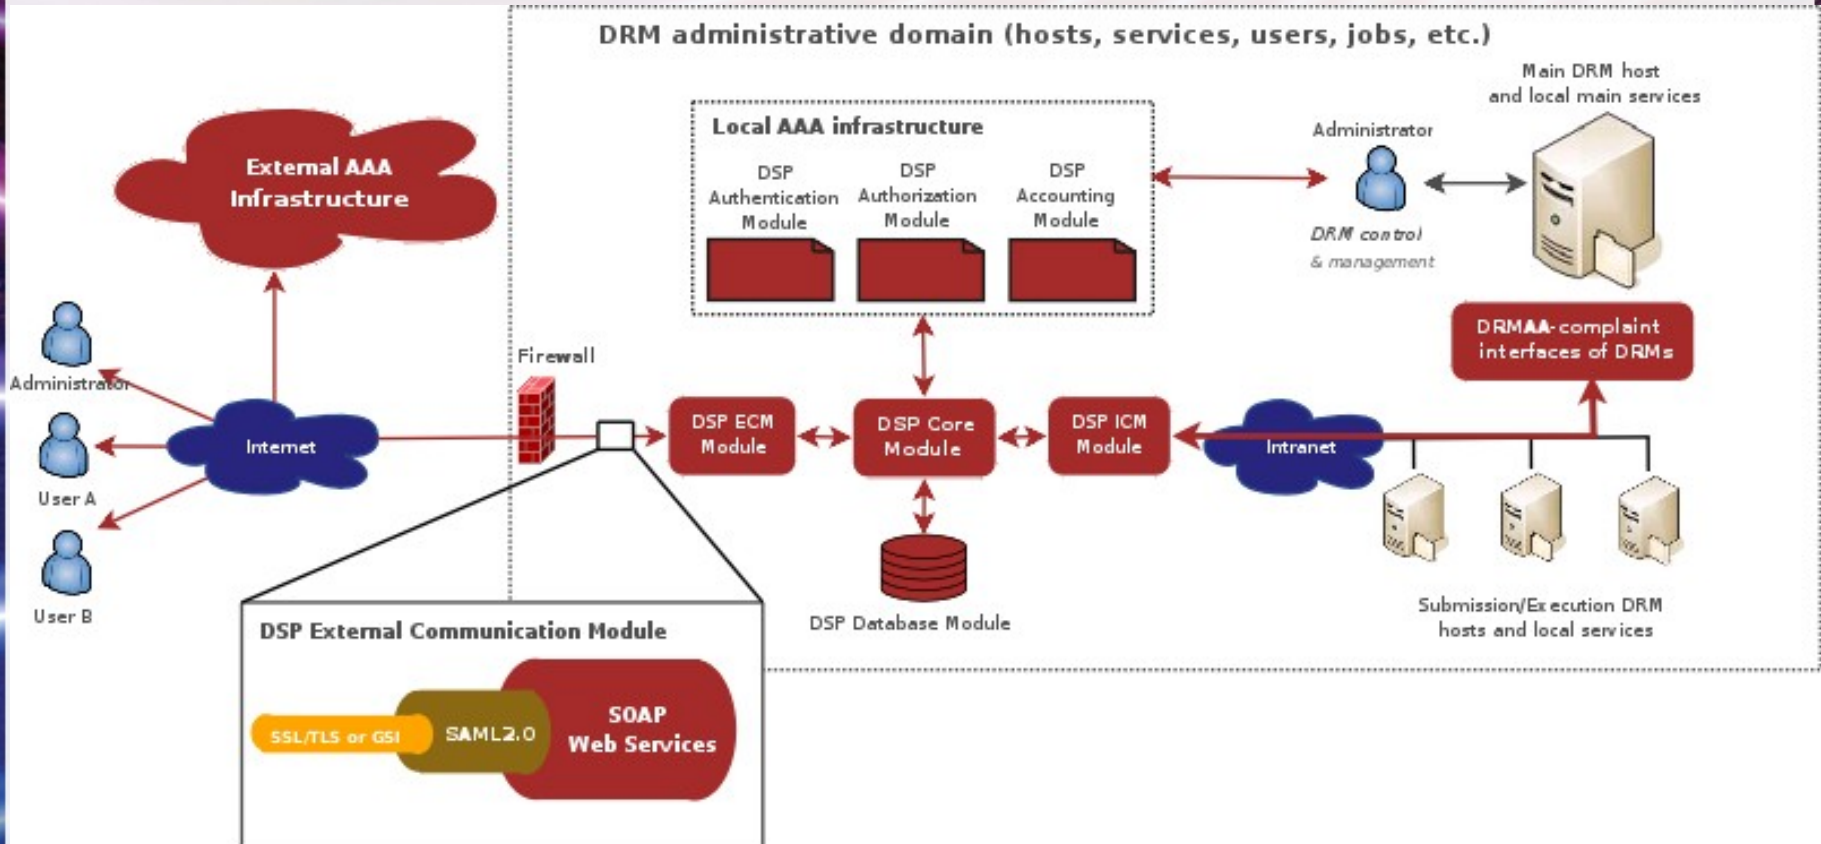 DRM administrative domain (hosts, services, users, jobs, etc.)
Main DRM host
and local main services
Local AAA infrastructure
Administrator
External AAA
Infrastructure
DSP
Authentication
Module
DSP
Authorization
Module
DSP
Accounting
Module
DRM control
& management
DRMAA-complaint
interfaces of DRMs
Firewall
Administrator
DSP ECM
Module
DSP Core
Module
DSP ICM
Module
Internet
Intranet
User A
User B
DSP Database Module
Submission/Execution DRM
hosts and local services
DSP External Communication Module
SSL/TLS or GSI
SAML2.0
SOAP
Web Services